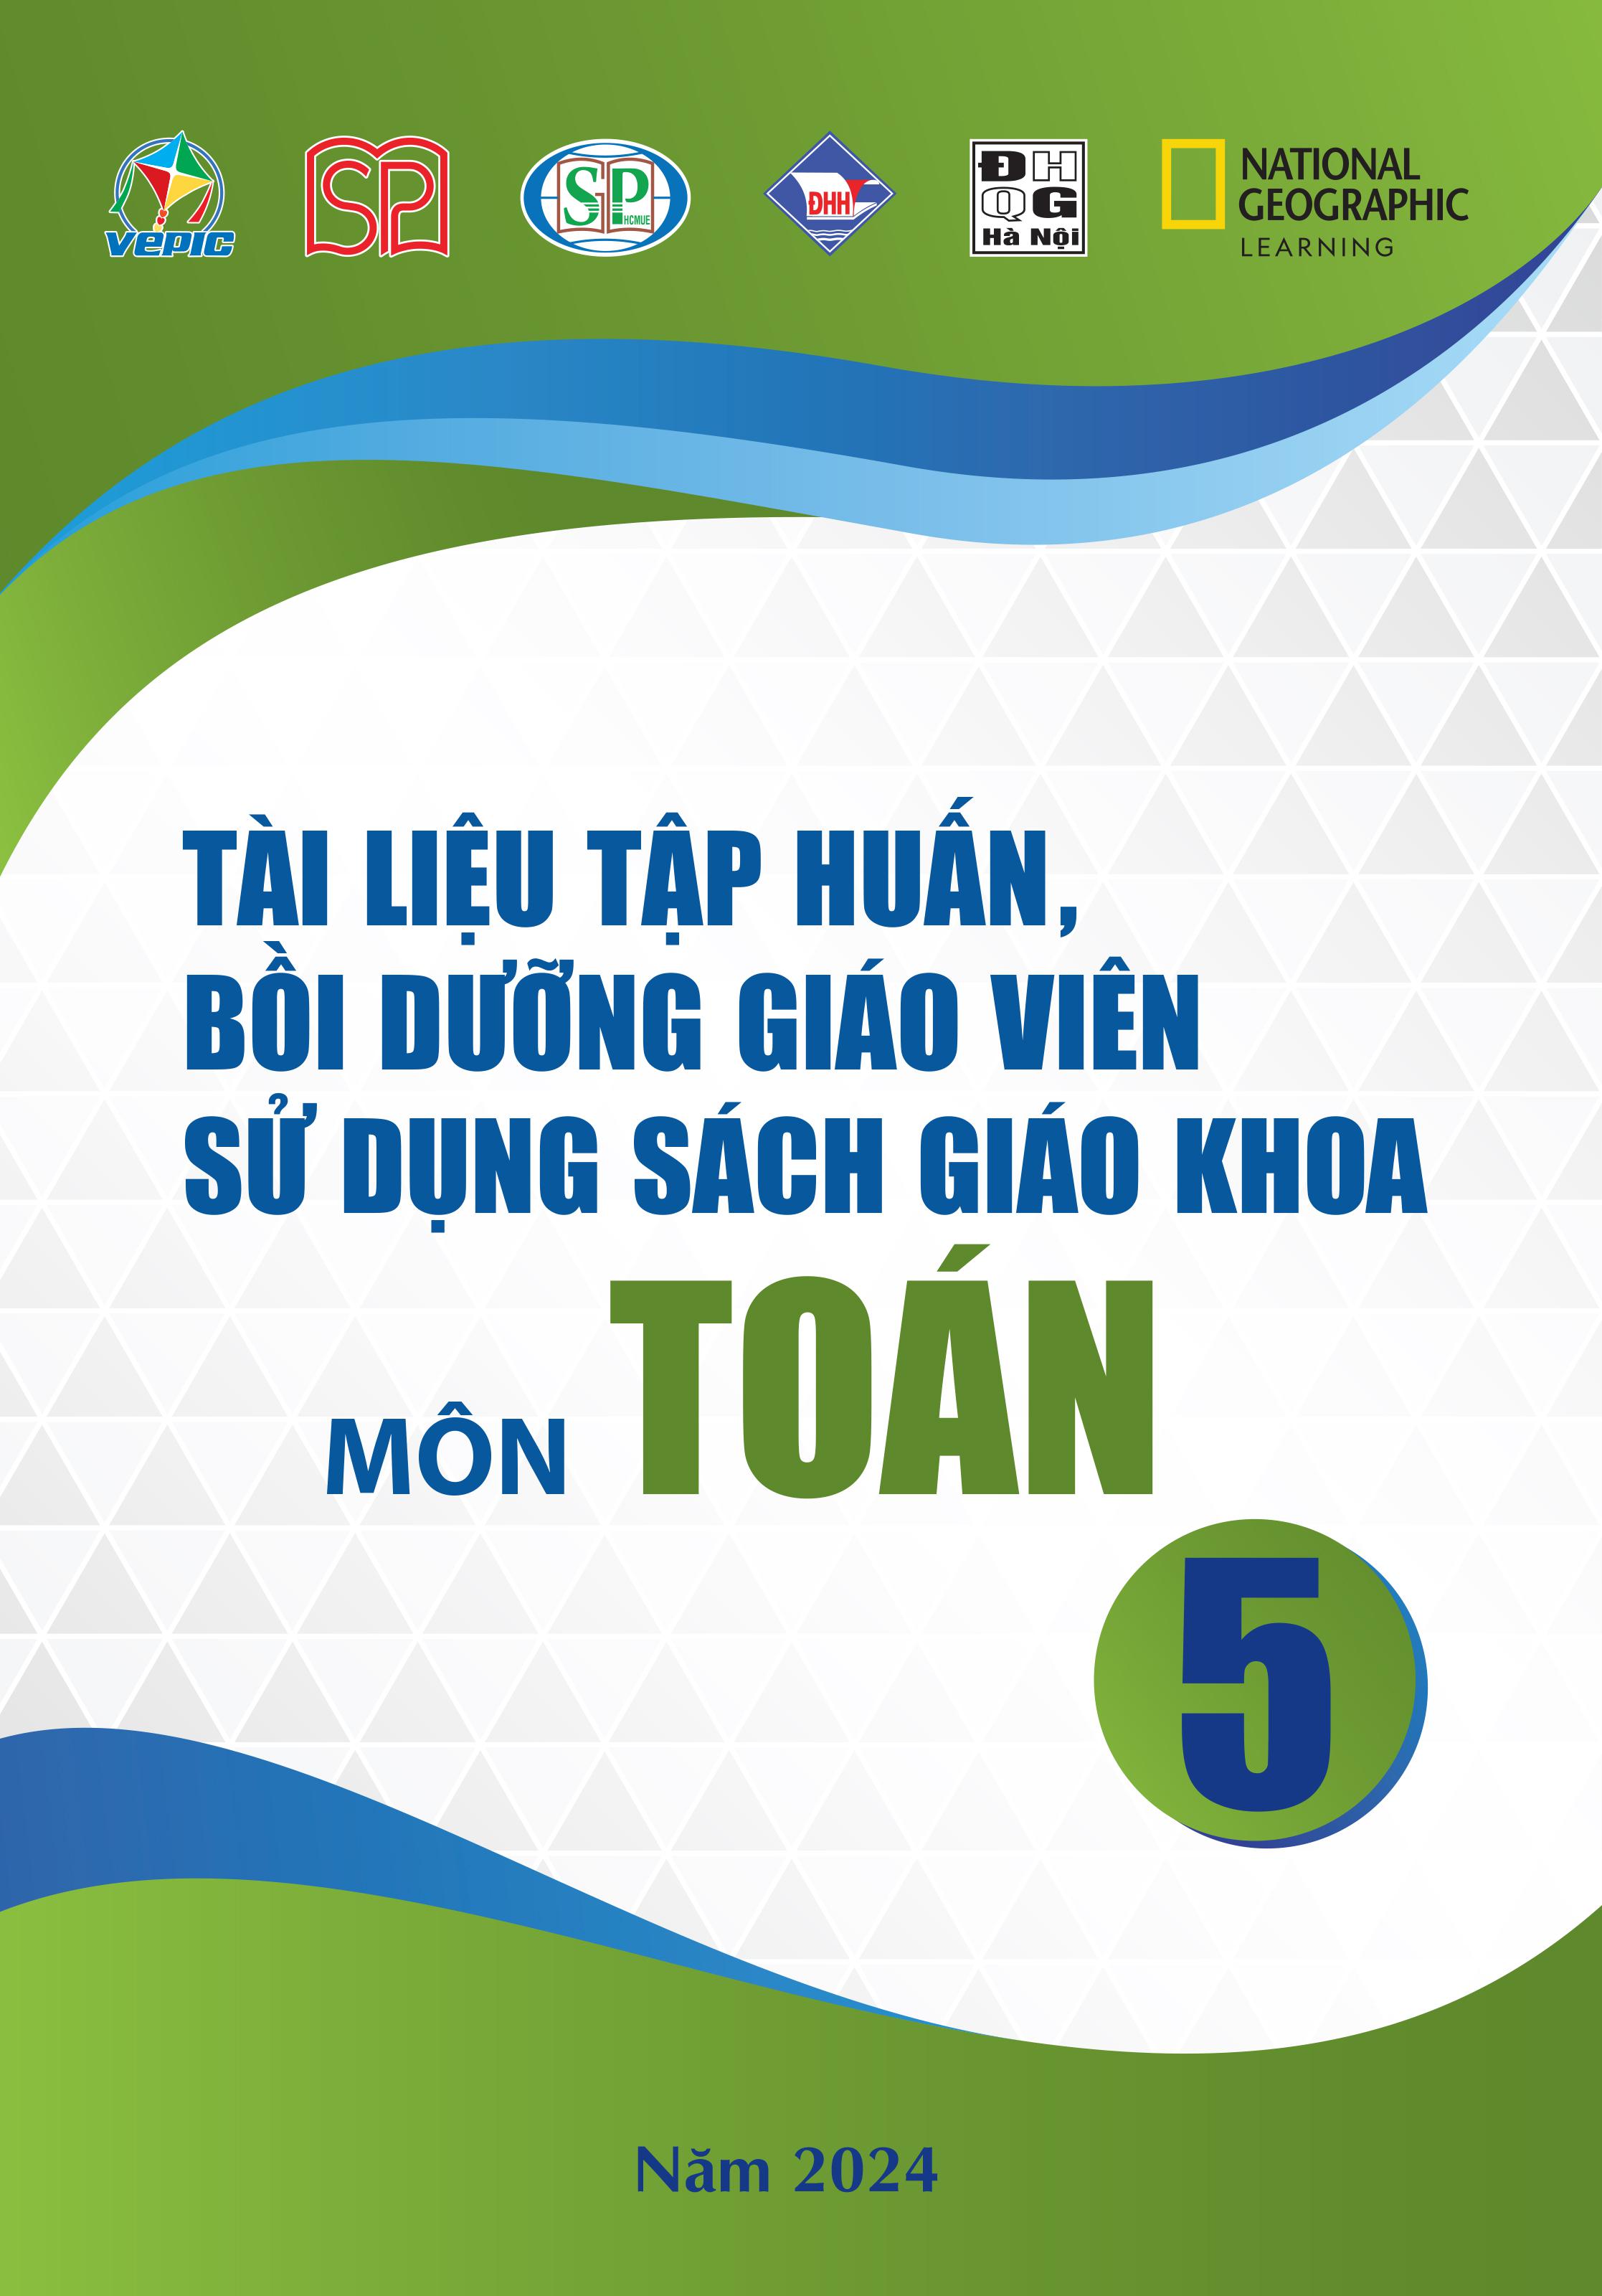 vepic
SP
SP
HCMUE
ĐHH
ĐH
QG
Hà Nội
NATIONAL
GEOGRAPHIC
LEARNING
TÀI LIỆU TẬP HUẤN,
BỒI DƯỠNG GIÁO VIÊN
SỬ DỤNG SÁCH GIÁO KHOA
MÔN TOÁN
5
Năm 2024